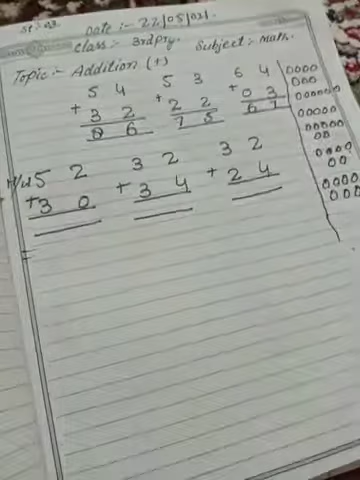 Date :- 22/05/021.
Class :- 3rd pry. Subject :- Math.
Topic :- Addition (+)
5 4 5 3 6 4
+ 3 2 + 2 2 + 0 3
8 6 7 5 6 7
5 2 3 2 3 2
+3 0 + 3 4 + 2 4